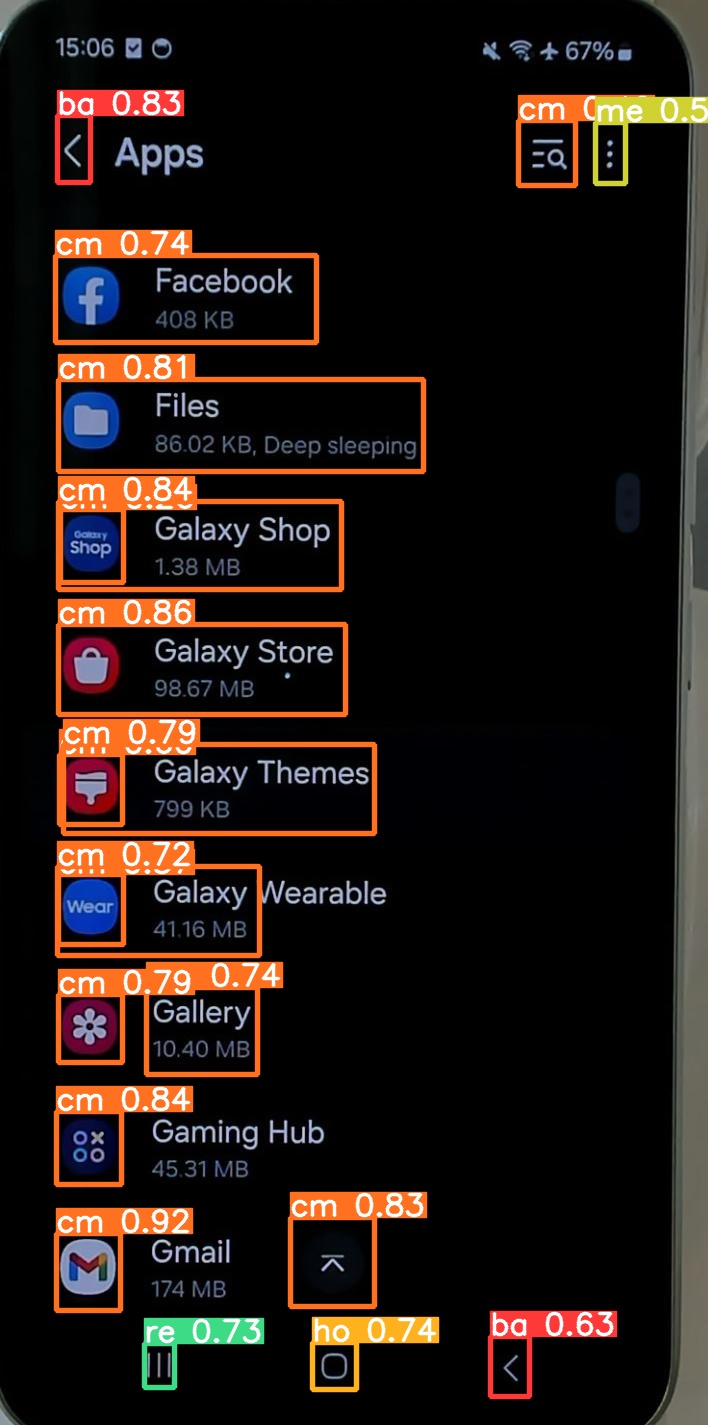 15:06 67%
ba 0.83
cm me 0.5
Apps
cm 0.74
Facebook
408 KB
cm 0.81
Files
86.02 KB, Deep sleeping
cm 0.84
Galaxy Shop
Galaxy Shop
1.38 MB
cm 0.86
Galaxy Store
98.67 MB
cm 0.79
Galaxy Themes
799 KB
cm 0.72
Wear
Galaxy Wearable
41.16 MB
cm 0.79 0.74
Gallery
10.40 MB
cm 0.84
Gaming Hub
45.31 MB
cm 0.83
cm 0.92
Gmail
174 MB
re 0.73 ho 0.74 ba 0.63